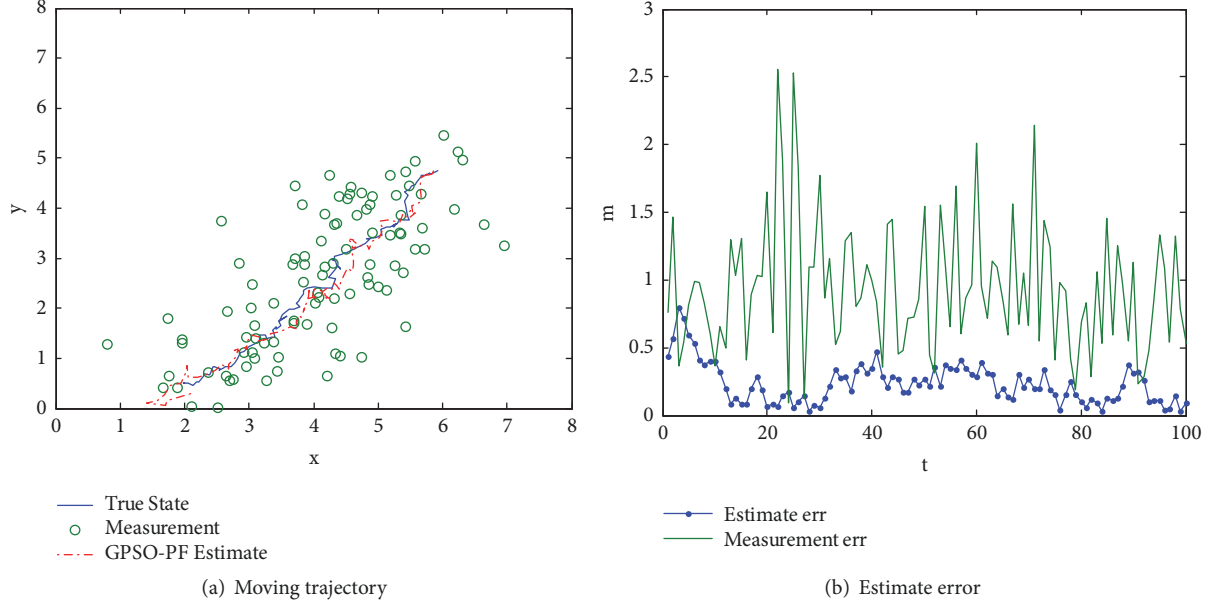 8
7
6
5
4
3
2
1
0
y
0 1 2 3 4 5 6 7 8
x
True State
Measurement
GPSO-PF Estimate
(a) Moving trajectory
3
2.5
2
1.5
1
0.5
0
m
0 20 40 60 80 100
t
Estimate err
Measurement err
(b) Estimate error